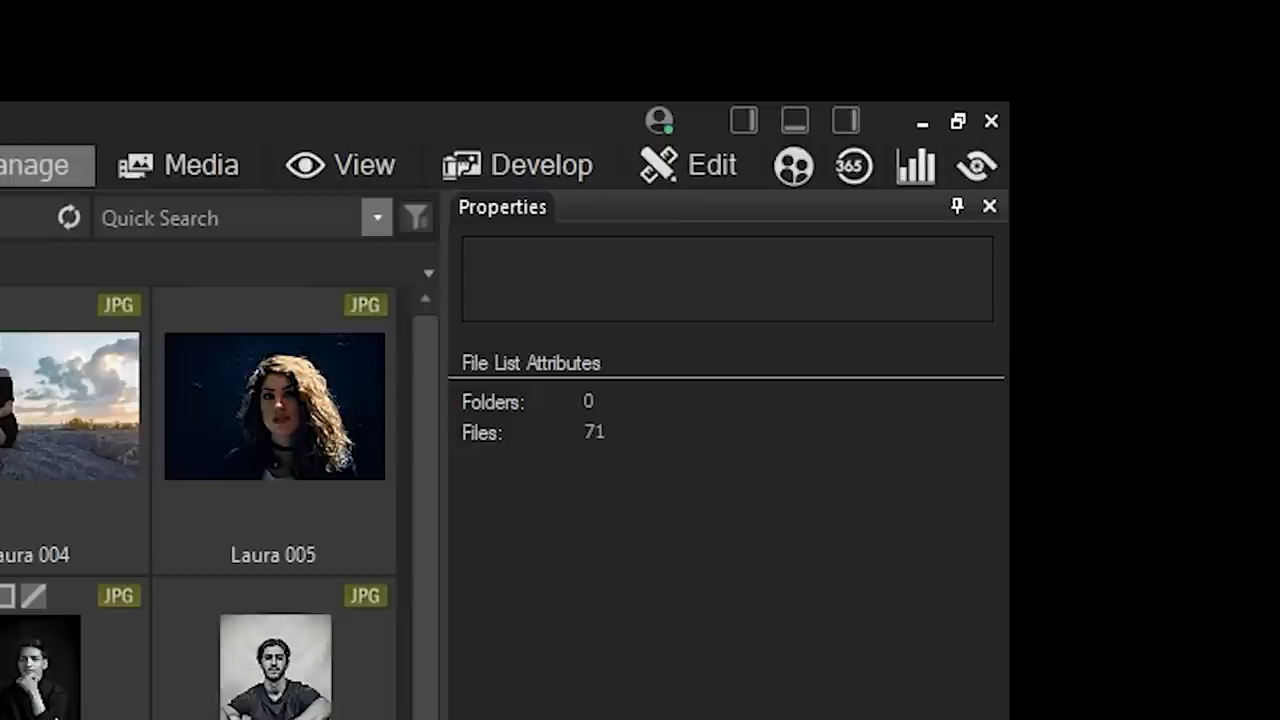 anage Media View Develop Edit 365
Quick Search
Properties
JPG JPG
File List Attributes
Folders: 0
Files: 71
aura 004 Laura 005
JPG JPG